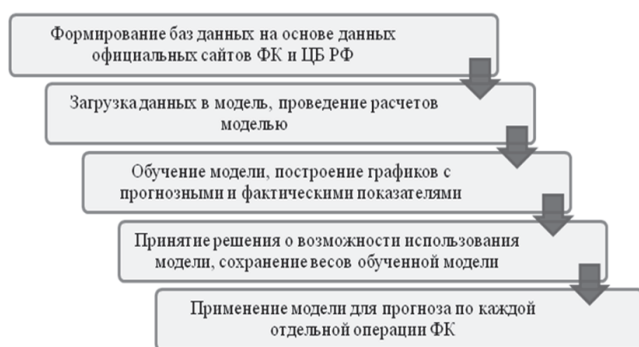 Формирование баз данных на основе данных
официальных сайтов ФК и ЦБ РФ
Загрузка данных в модель, проведение расчетов
моделью
Обучение модели, построение графиков с
прогнозными и фактическими показателями
Принятие решения о возможности использования
модели, сохранение весов обученной модели
Применение модели для прогноза по каждой
отдельной операции ФК